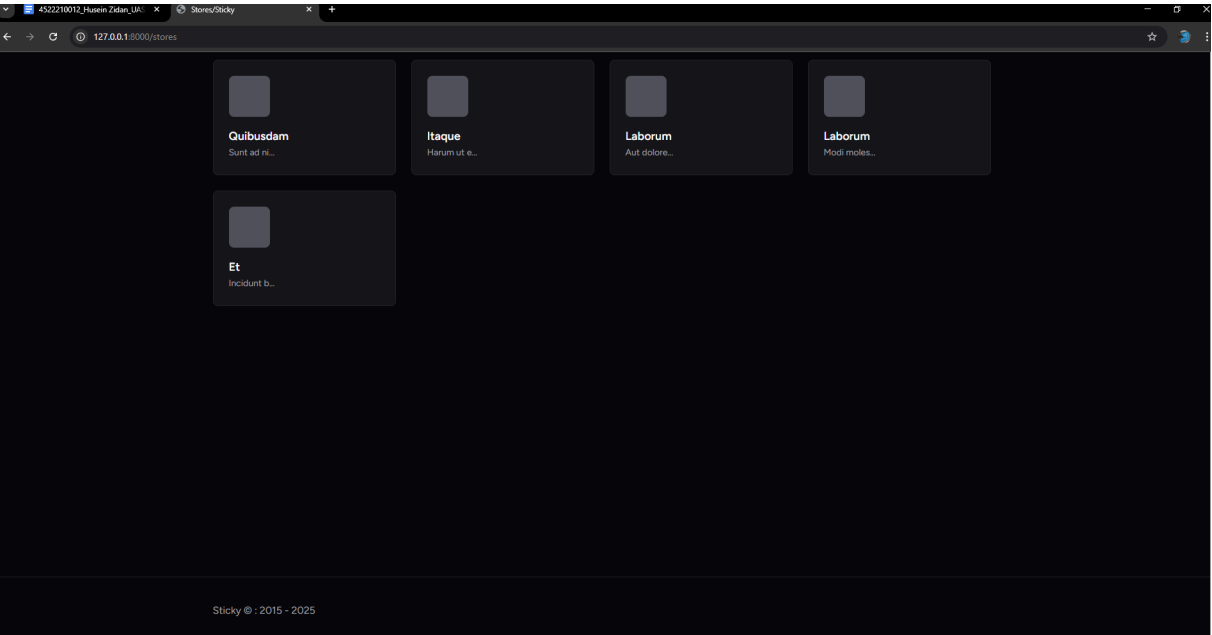 4522210012_Husein Zidan_UAS
Stores/Sticky
127.0.0.1:8000/stores
Quibusdam
Sunt ad ni...
Itaque
Harum ut e...
Laborum
Aut dolore...
Laborum
Modi moles...
Et
Incidunt b...
Sticky © : 2015 - 2025